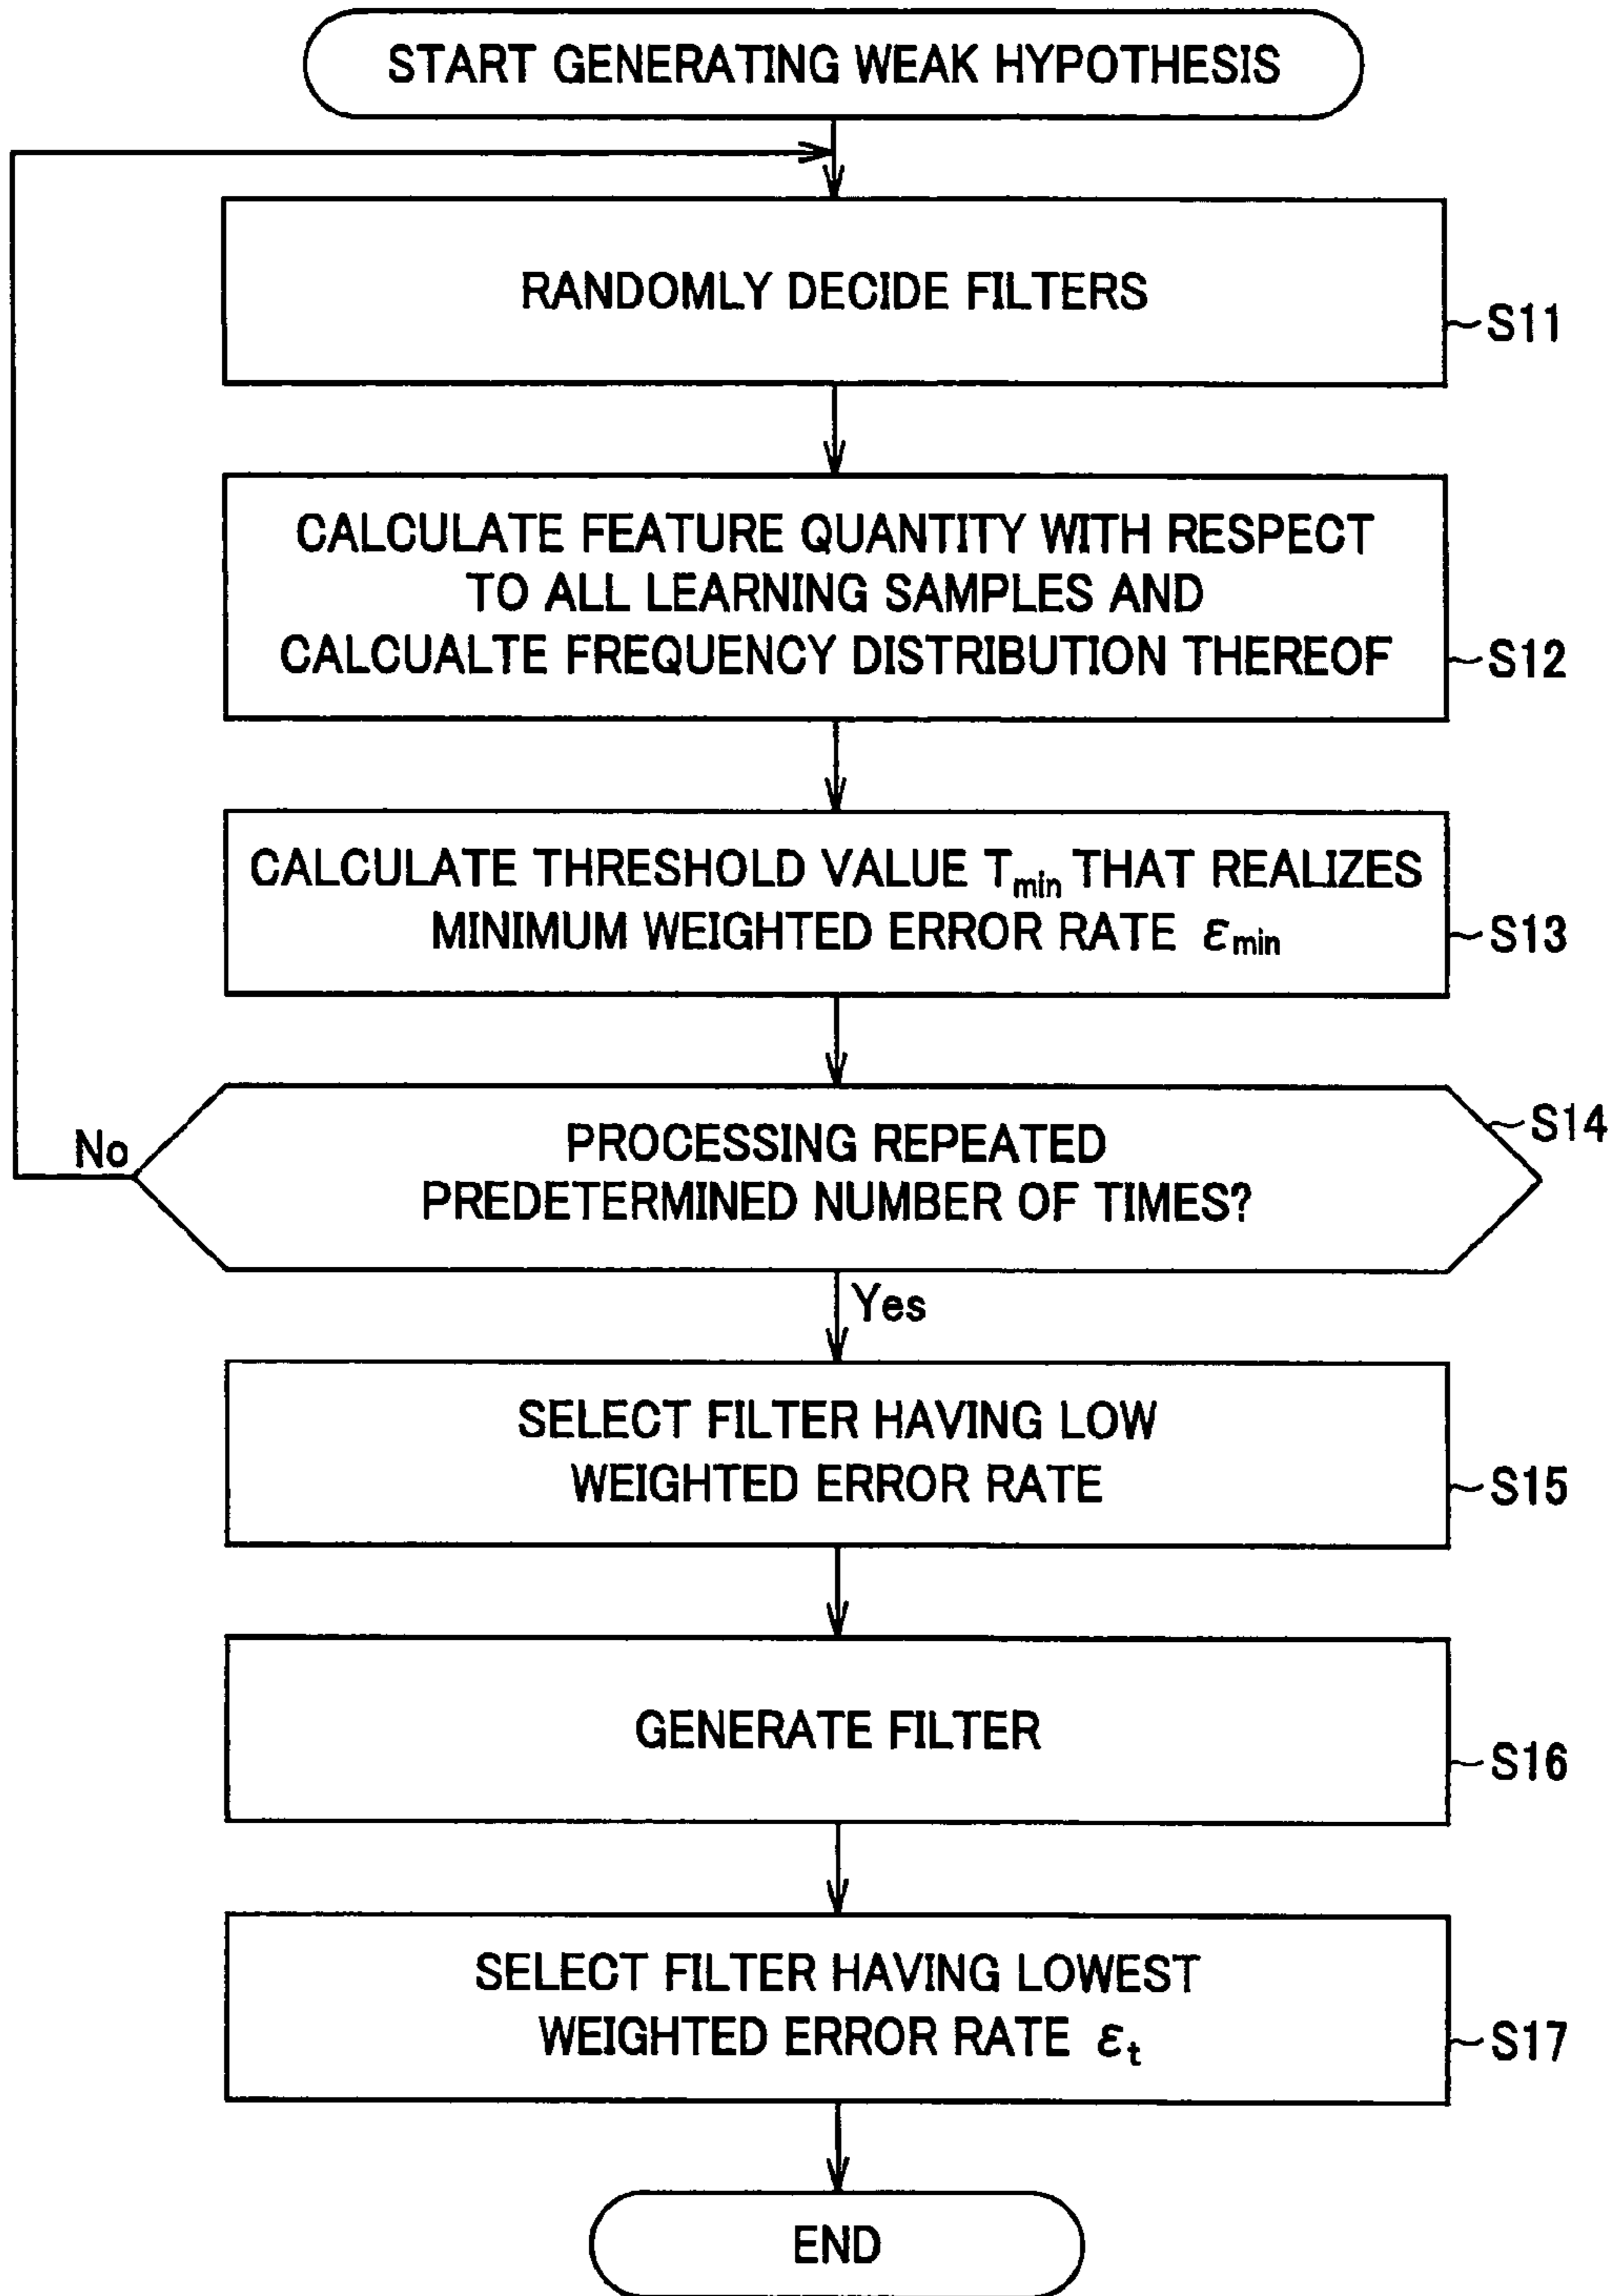 START GENERATING WEAK HYPOTHESIS
RANDOMLY DECIDE FILTERS
S11
CALCULATE FEATURE QUANTITY WITH RESPECT
TO ALL LEARNING SAMPLES AND
CALCUALTE FREQUENCY DISTRIBUTION THEREOF
S12
CALCULATE THRESHOLD VALUE Tmin THAT REALIZES
MINIMUM WEIGHTED ERROR RATE εmin
S13
PROCESSING REPEATED
PREDETERMINED NUMBER OF TIMES?
S14
No
Yes
SELECT FILTER HAVING LOW
WEIGHTED ERROR RATE
S15
GENERATE FILTER
S16
SELECT FILTER HAVING LOWEST
WEIGHTED ERROR RATE εt
S17
END